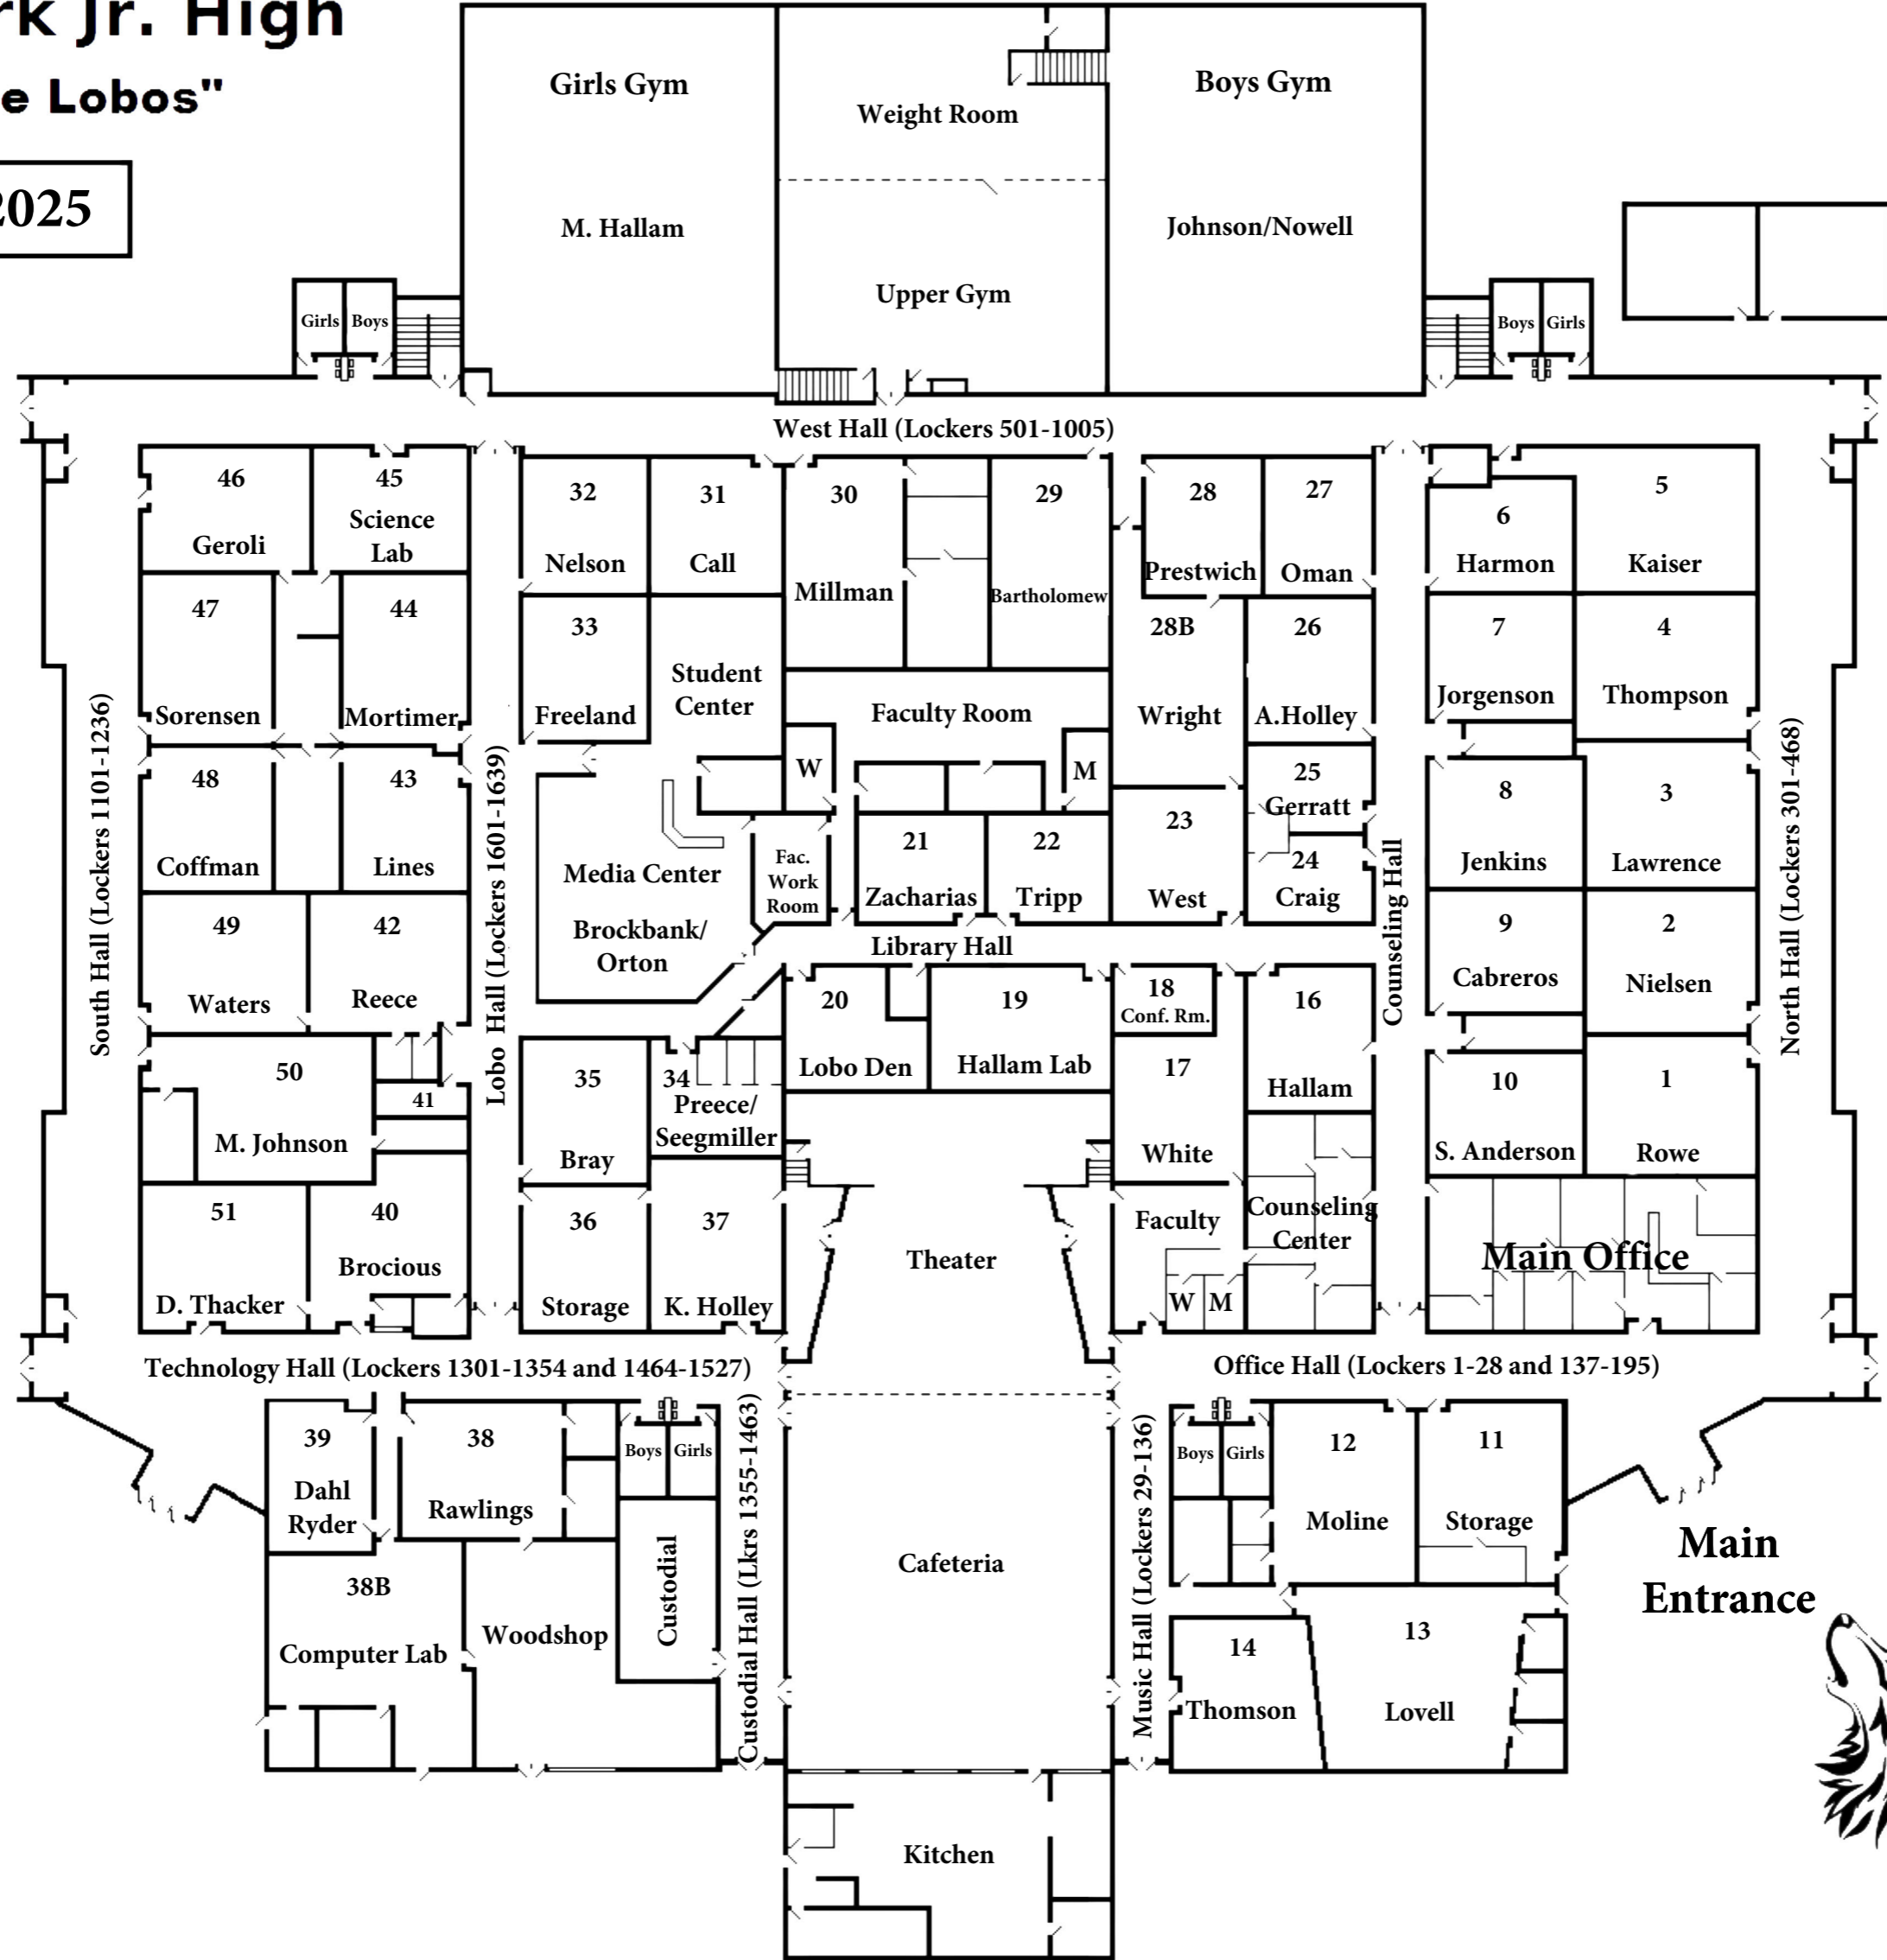 rk Jr. High
e Lobos"
2025
Girls Gym
M. Hallam
Weight Room
Upper Gym
Boys Gym
Johnson/Nowell
Girls
Boys
Boys
Girls
West Hall (Lockers 501-1005)
46
Geroli
45
Science
Lab
47
Sorensen
44
Mortimer
48
Coffman
43
Lines
49
Waters
42
Reece
50
M. Johnson
41
51
D. Thacker
40
Brocious
South Hall (Lockers 1101-1236)
Lobo Hall (Lockers 1601-1639)
32
Nelson
31
Call
30
Millman
29
Bartholomew
28
Prestwich
27
Oman
33
Freeland
Student
Center
Faculty Room
W
M
28B
Wright
26
A.Holley
25
Gerratt
24
Craig
23
West
Media Center
Brockbank/
Orton
Fac.
Work
Room
21
Zacharias
22
Tripp
Library Hall
20
Lobo Den
19
Hallam Lab
18
Conf. Rm.
17
White
16
Hallam
35
Bray
34
Preece/
Seegmiller
36
Storage
37
K. Holley
Theater
Faculty
W
M
Counseling
Center
Counseling Hall
6
Harmon
5
Kaiser
7
Jorgenson
4
Thompson
8
Jenkins
3
Lawrence
9
Cabreros
2
Nielsen
10
S. Anderson
1
Rowe
Main Office
North Hall (Lockers 301-468)
Technology Hall (Lockers 1301-1354 and 1464-1527)
Office Hall (Lockers 1-28 and 137-195)
39
Dahl
Ryder
38
Rawlings
Boys
Girls
38B
Computer Lab
Woodshop
Custodial
Custodial Hall (Lkrs 1355-1463)
Cafeteria
Music Hall (Lockers 29-136)
Boys
Girls
12
Moline
11
Storage
14
Thomson
13
Lovell
Main
Entrance
Kitchen